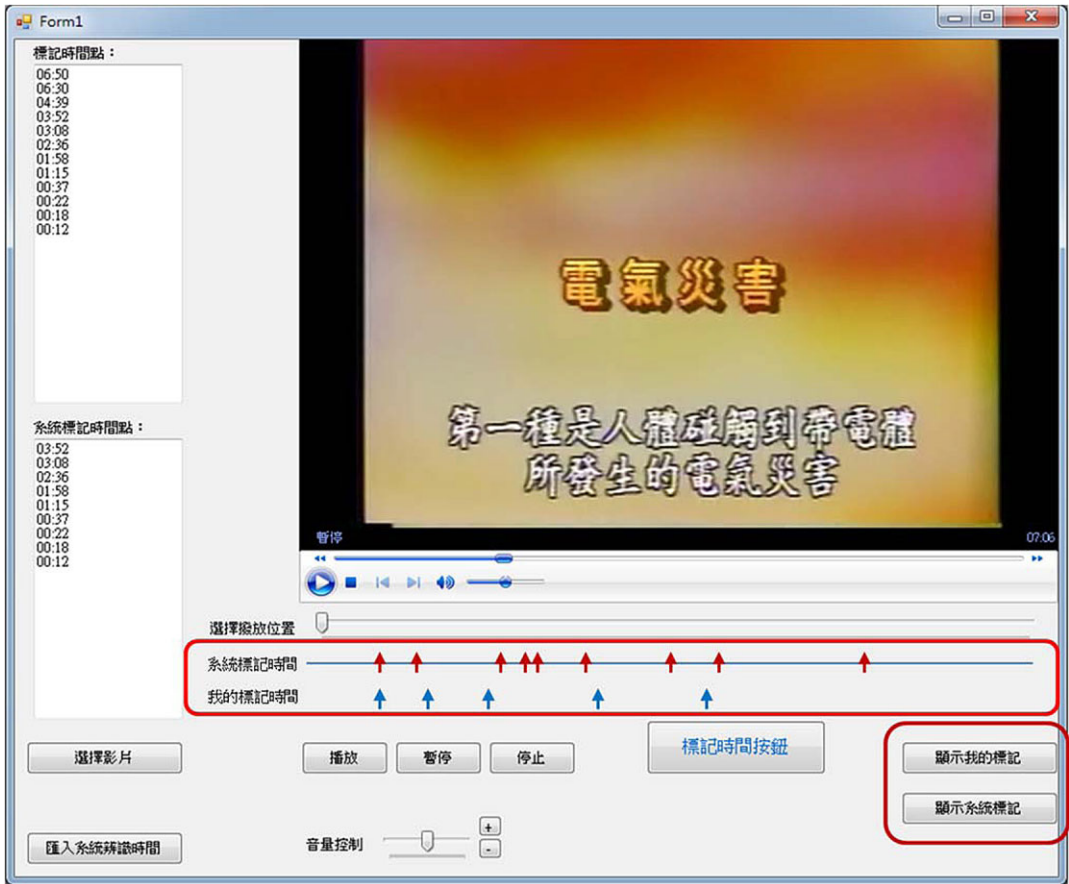 Form1
標記時間點：
06:50
06:30
04:39
03:52
03:08
02:36
01:58
01:15
00:37
00:22
00:18
00:12
電氣災害
第一種是人體碰觸到帶電體
所發生的電氣災害
暫停
07:06
系統標記時間點：
03:52
03:08
02:36
01:58
01:15
00:37
00:22
00:18
00:12
選擇撥放位置
系統標記時間
我的標記時間
選擇影片
播放
暫停
停止
標記時間按鈕
顯示我的標記
顯示系統標記
匯入系統辨識時間
音量控制
+
-